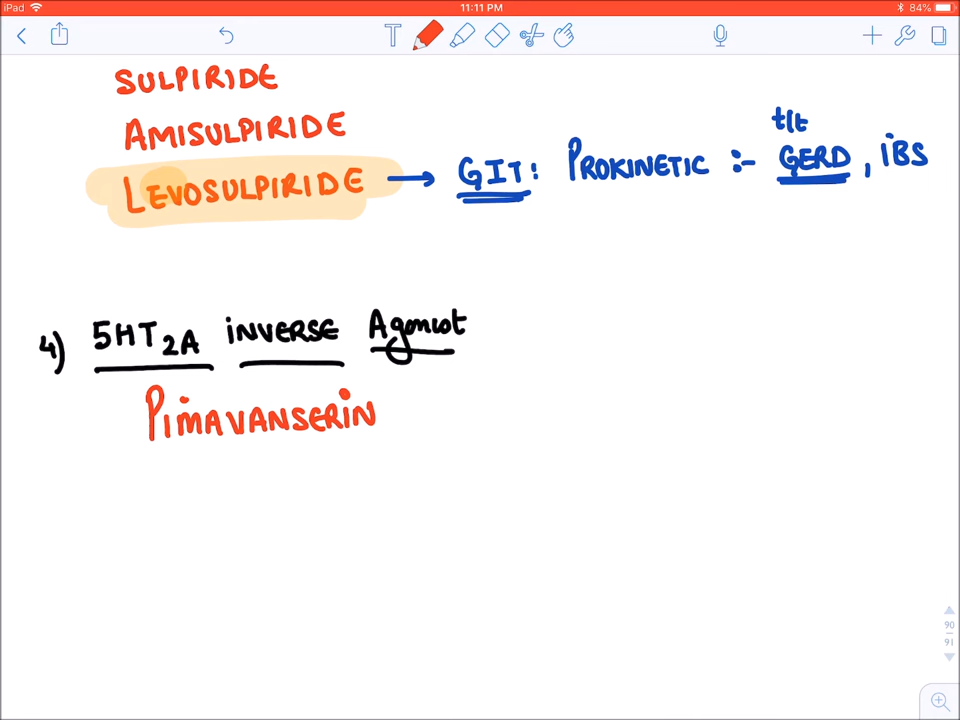 iPad 11:11 PM 84%
T
SULPIRIDE
AMISULPIRIDE
t/t
LEVOSULPIRIDE → GIT: PROKINETIC :- GERD, iBS
4) 5HT2A iNVERSE Agonist
PIMAVANSERIN
90
91